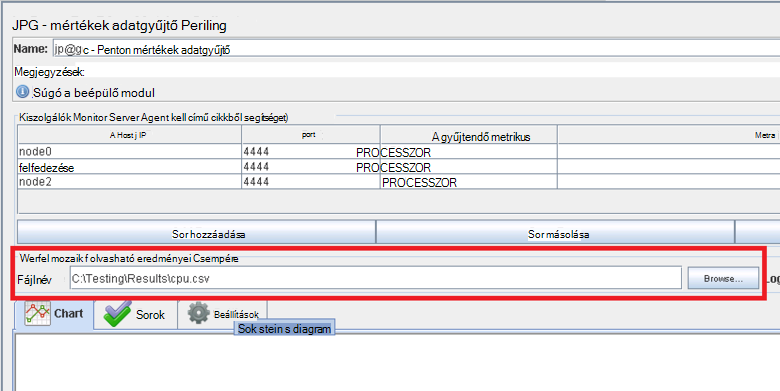 JPG - mértékek adatgyűjtő Periling
Name: jp@gc - Penton mértékek adatgyűjtő
Megjegyzések:
Súgó a beépülő modul
Kiszolgálók Monitor Server Agent kell című cikkből segítséget)
A Host j IP port A gyűjtendő metrikus Metra
node0 4444 PROCESSZOR
felfedezése 4444 PROCESSZOR
node2 4444 PROCESSZOR
Sor hozzáadása Sor másolása
Werfel mozaik f olvasható eredményei Csempére
Fájlnév C:\Testing\Results\cpu.csv Browse... Log
Chart Sorok Beállítások
Sok stein s diagram